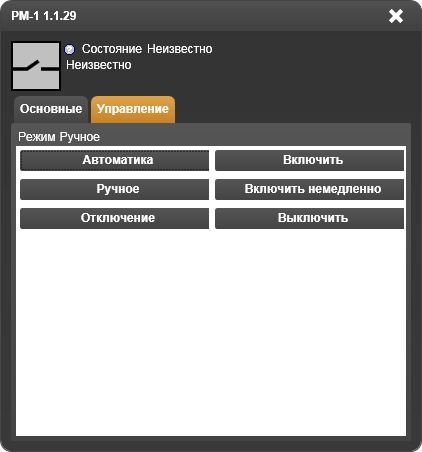 РМ-1 1.1.29
Состояние Неизвестно
Неизвестно
Основные Управление
Режим Ручное
Автоматика Включить
Ручное Включить немедленно
Отключение Выключить